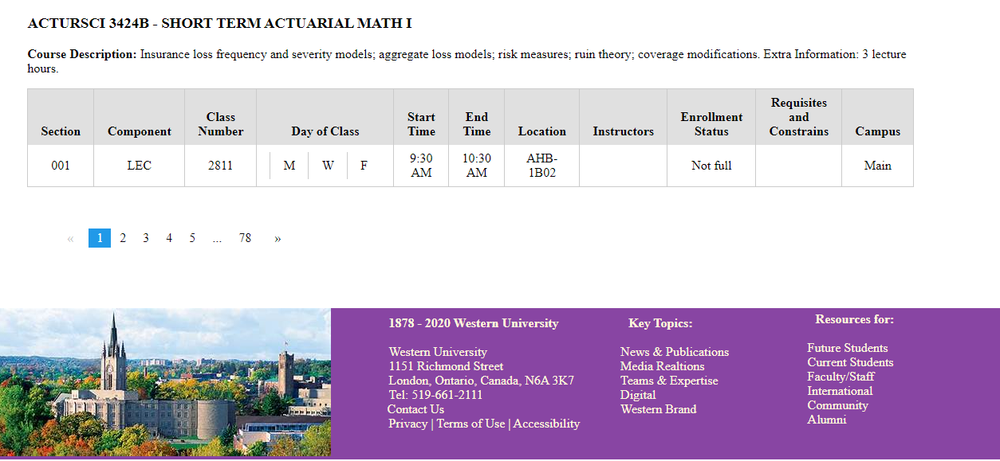 ACTURSCI 3424B - SHORT TERM ACTUARIAL MATH I
Course Description: Insurance loss frequency and severity models; aggregate loss models; risk measures; ruin theory; coverage modifications. Extra Information: 3 lecture
hours.
Section Component Class Number Day of Class Start Time End Time Location Instructors Enrollment Status Requisites and Constrains Campus
001 LEC 2811 M W F 9:30 AM 10:30 AM AHB-1B02 Not full Main
« 1 2 3 4 5 ... 78 »
1878 - 2020 Western University
Western University
1151 Richmond Street
London, Ontario, Canada, N6A 3K7
Tel: 519-661-2111
Contact Us
Privacy | Terms of Use | Accessibility
Key Topics:
News & Publications
Media Realtions
Teams & Expertise
Digital
Western Brand
Resources for:
Future Students
Current Students
Faculty/Staff
International
Community
Alumni